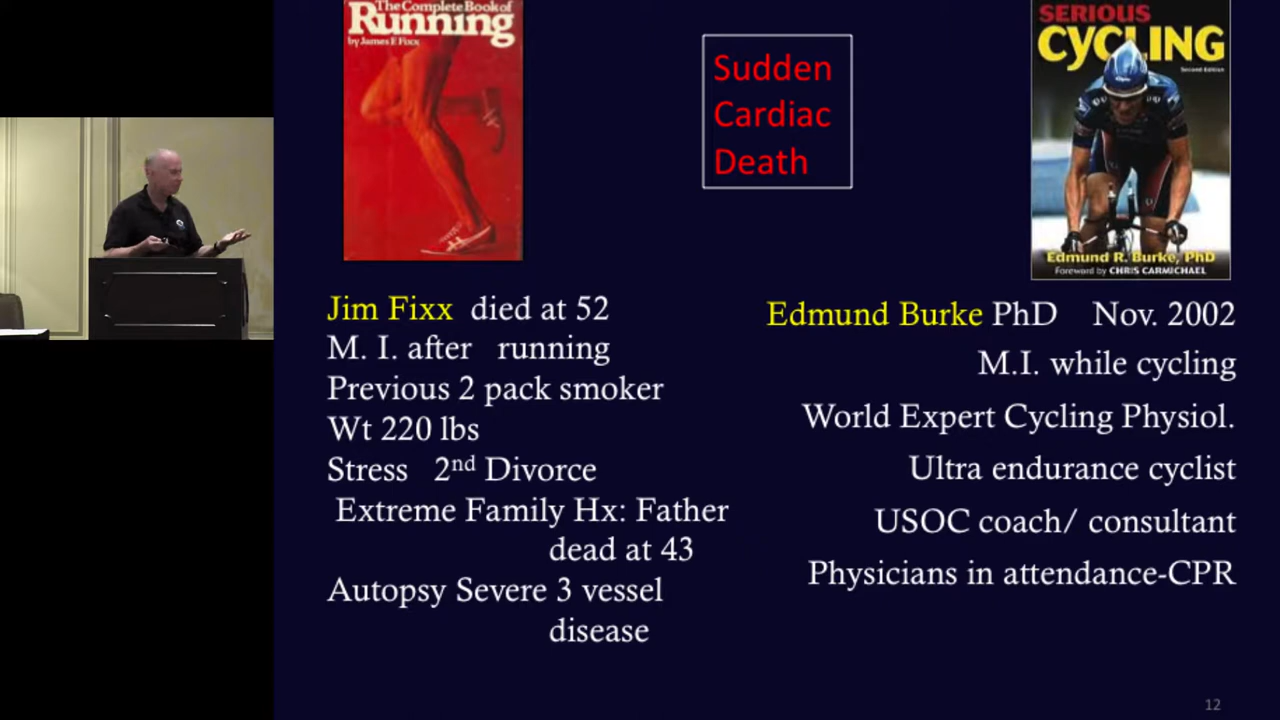 The Complete Book of
Running
by James F. Fixx
Sudden
Cardiac
Death
SERIOUS
CYCLING
Second Edition
Edmund R. Burke, PhD
Foreword by CHRIS CARMICHAEL
Jim Fixx died at 52
M. I. after running
Previous 2 pack smoker
Wt 220 lbs
Stress 2nd Divorce
Extreme Family Hx: Father
dead at 43
Autopsy Severe 3 vessel
disease
Edmund Burke PhD Nov. 2002
M.I. while cycling
World Expert Cycling Physiol.
Ultra endurance cyclist
USOC coach/ consultant
Physicians in attendance-CPR
12